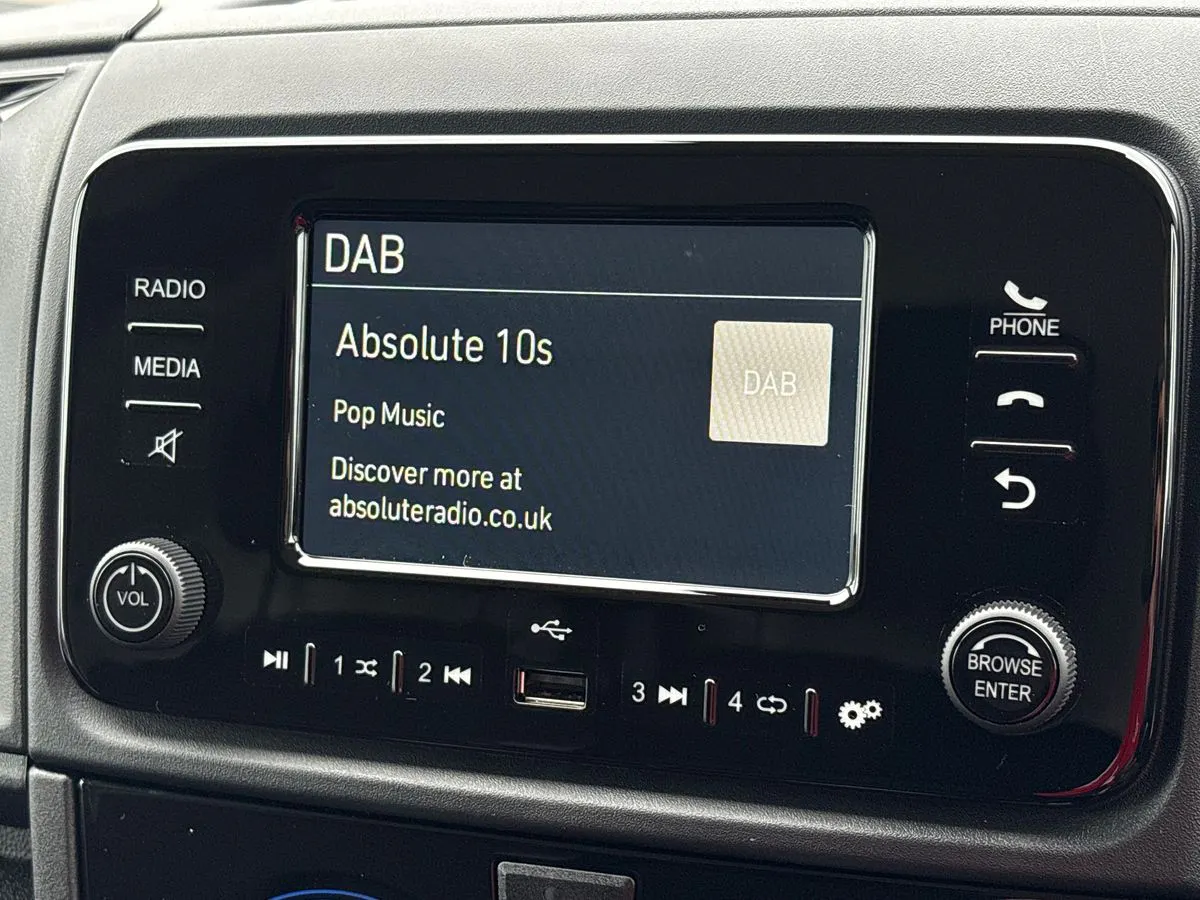 DAB
Absolute 10s
Pop Music
DAB
Discover more at
absoluteradio.co.uk
RADIO
MEDIA
VOL
PHONE
1
2
3
4
BROWSE
ENTER